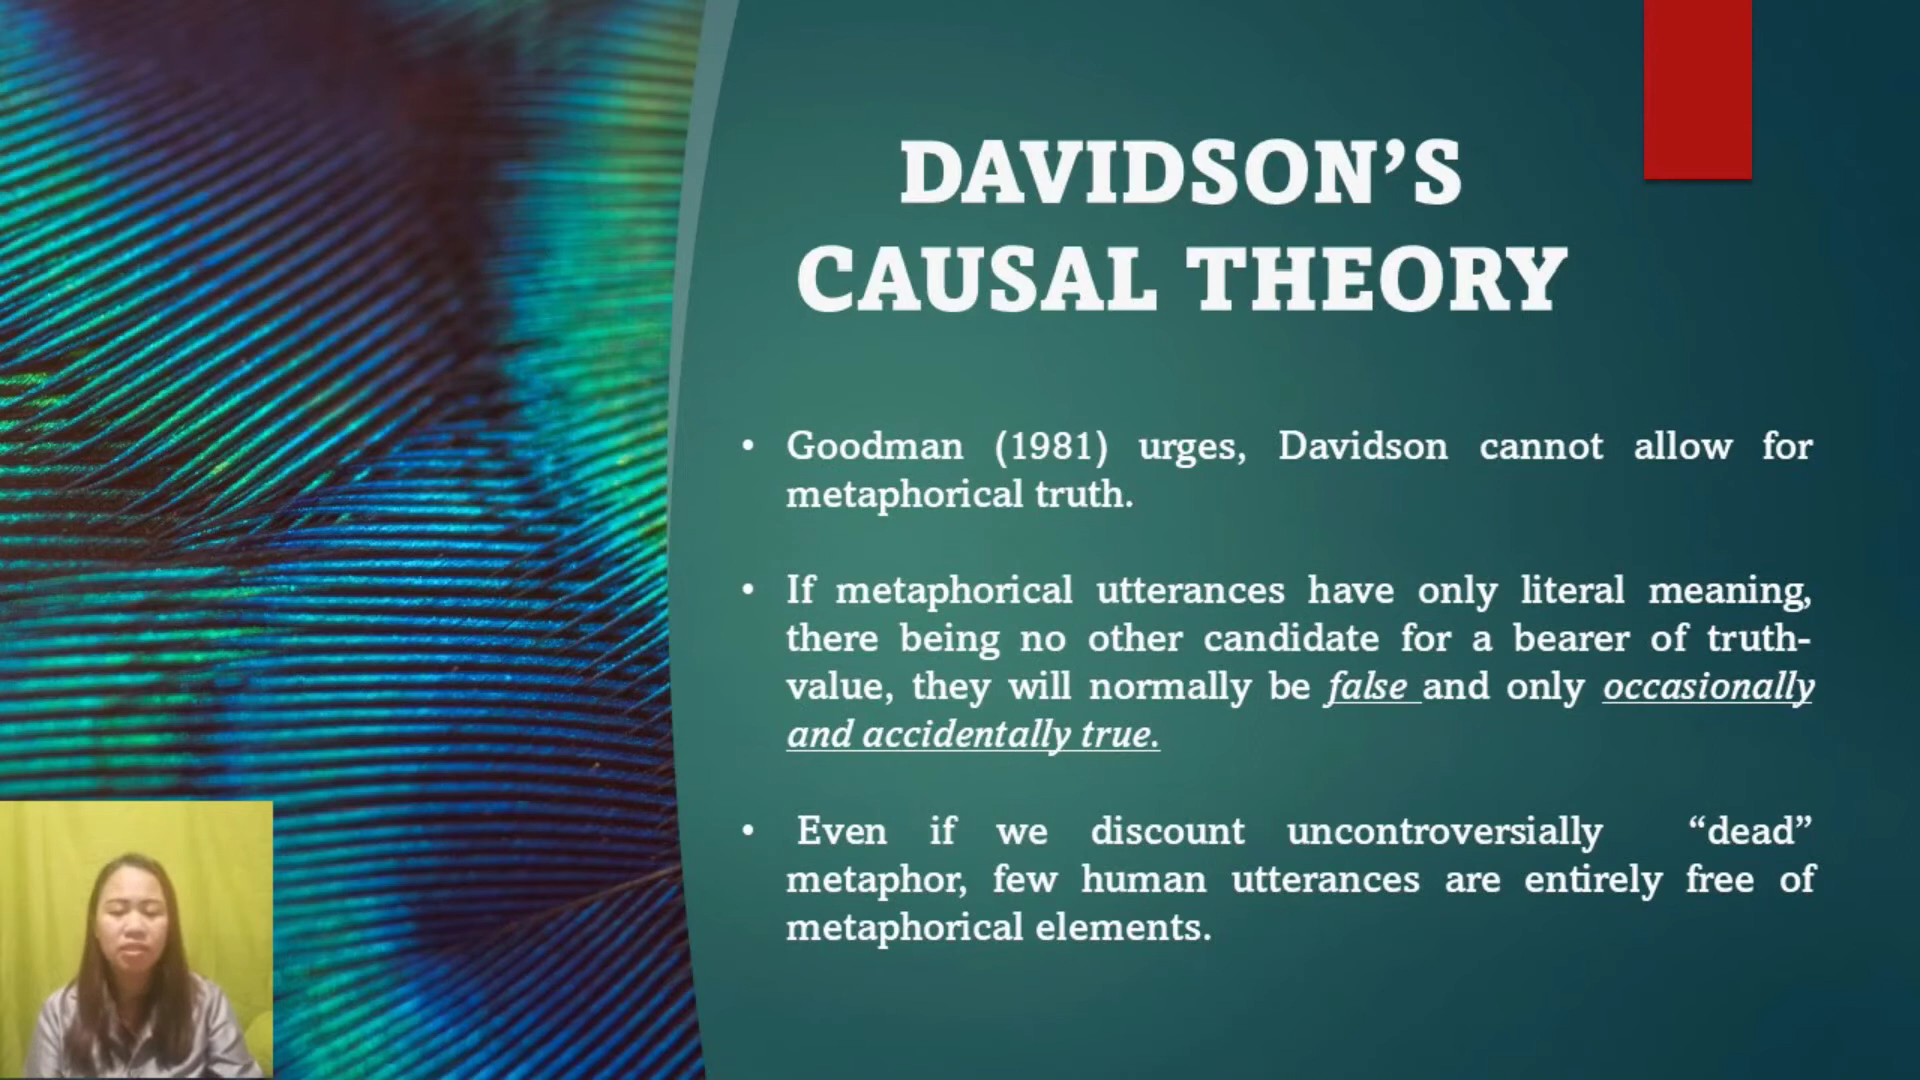 DAVIDSON’S
CAUSAL THEORY
• Goodman (1981) urges, Davidson cannot allow for
metaphorical truth.
• If metaphorical utterances have only literal meaning,
there being no other candidate for a bearer of truth-
value, they will normally be false and only occasionally
and accidentally true.
• Even if we discount uncontroversially “dead”
metaphor, few human utterances are entirely free of
metaphorical elements.